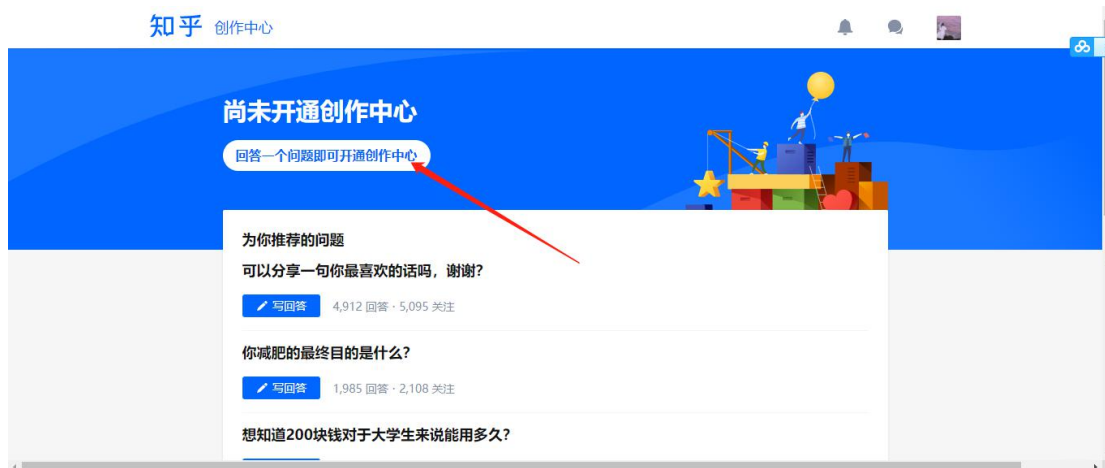 知乎 创作中心
尚未开通创作中心
回答一个问题即可开通创作中心
为你推荐的问题
可以分享一句你最喜欢的话吗，谢谢？
写回答 4,912 回答 · 5,095 关注
你减肥的最终目的是什么？
写回答 1,985 回答 · 2,108 关注
想知道200块钱对于大学生来说能用多久？